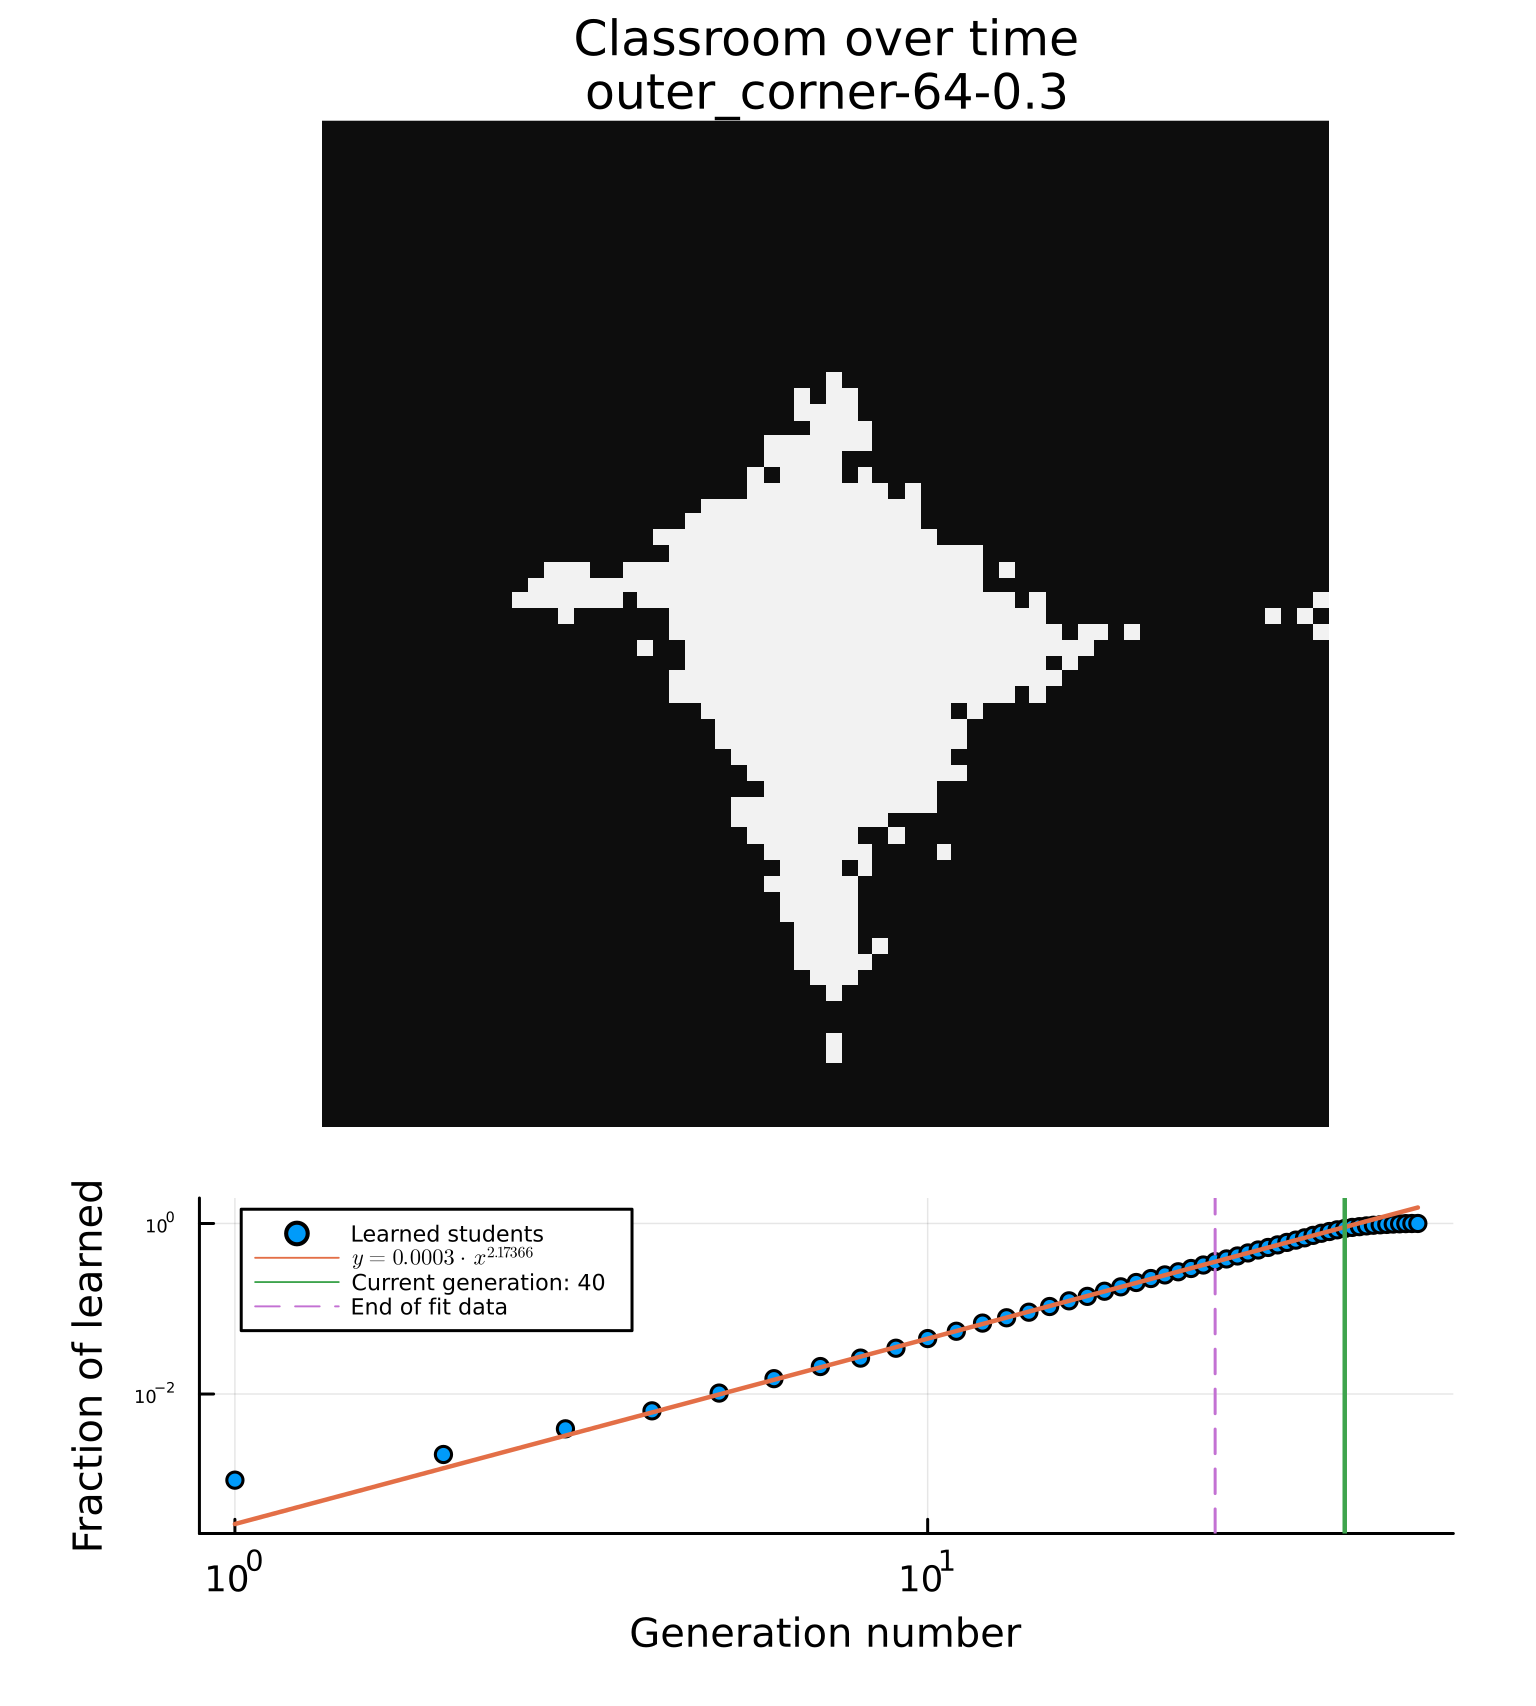 Classroom over time
outer_corner-64-0.3
Fraction of learned
10^0
10^−2
Learned students
y = 0.0003 · x^2.17366
Current generation: 40
End of fit data
10^0
10^1
Generation number